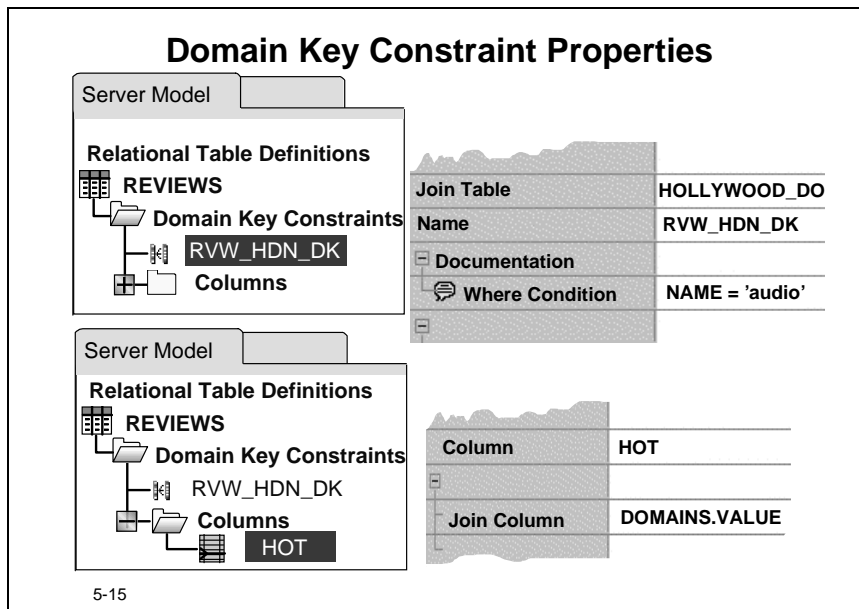 Domain Key Constraint Properties
Server Model
Relational Table Definitions
REVIEWS
Domain Key Constraints
RVW_HDN_DK
Columns
Join Table HOLLYWOOD_DO
Name RVW_HDN_DK
Documentation
Where Condition NAME = 'audio'
Server Model
Relational Table Definitions
REVIEWS
Domain Key Constraints
RVW_HDN_DK
Columns
HOT
Column HOT
Join Column DOMAINS.VALUE
5-15